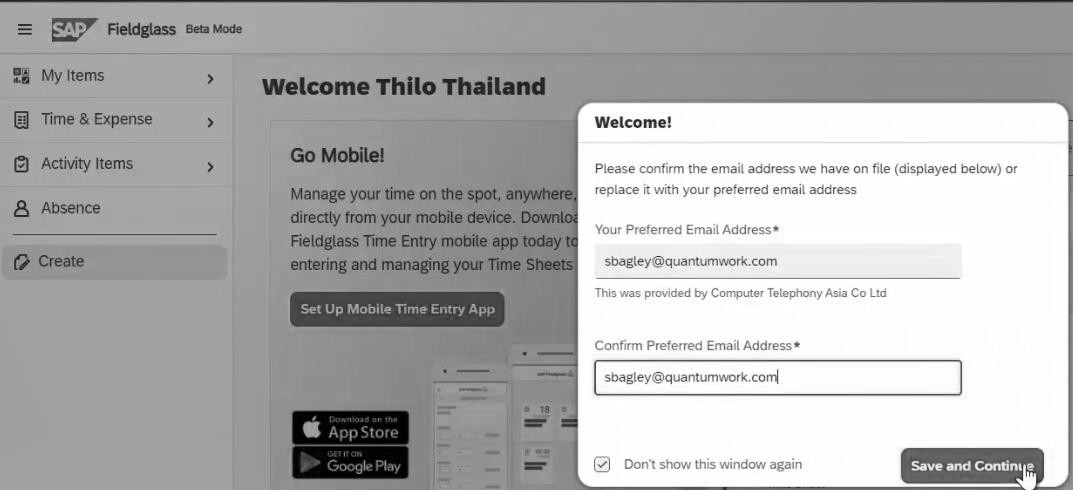 SAP Fieldglass Beta Mode
My Items
Time & Expense
Activity Items
Absence
Create
Welcome Thilo Thailand
Go Mobile!
Manage your time on the spot, anywhere,
directly from your mobile device. Downloa
Fieldglass Time Entry mobile app today to
entering and managing your Time Sheets
Set Up Mobile Time Entry App
Download on the
App Store
GET IT ON
Google Play
18
Welcome!
Please confirm the email address we have on file (displayed below) or
replace it with your preferred email address
Your Preferred Email Address*
sbagley@quantumwork.com
This was provided by Computer Telephony Asia Co Ltd
Confirm Preferred Email Address*
sbagley@quantumwork.com
Don't show this window again
Save and Continue